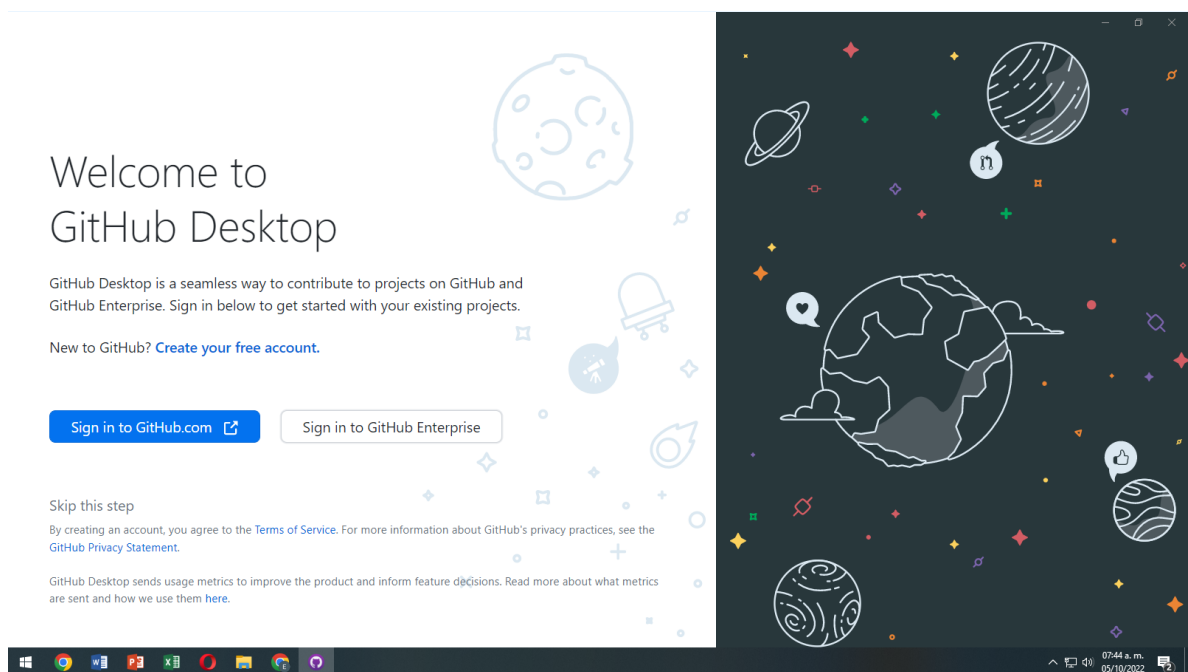 Welcome to
GitHub Desktop
GitHub Desktop is a seamless way to contribute to projects on GitHub and
GitHub Enterprise. Sign in below to get started with your existing projects.
New to GitHub? Create your free account.
Sign in to GitHub.com
Sign in to GitHub Enterprise
Skip this step
By creating an account, you agree to the Terms of Service. For more information about GitHub's privacy practices, see the
GitHub Privacy Statement.
GitHub Desktop sends usage metrics to improve the product and inform feature decisions. Read more about what metrics
are sent and how we use them here.
07:44 a. m.
05/10/2022
2